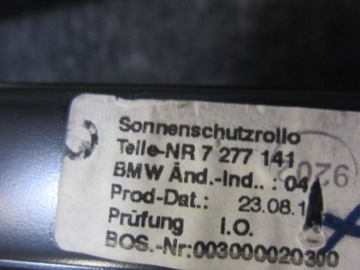 Sonnenschutzrollo
Teile-NR 7 277 141
9202
BMW Änd.-Ind.. : 04
Prod-Dat.: 23.08.1
Prüfung I.O.
BOS.-Nr:003000020300